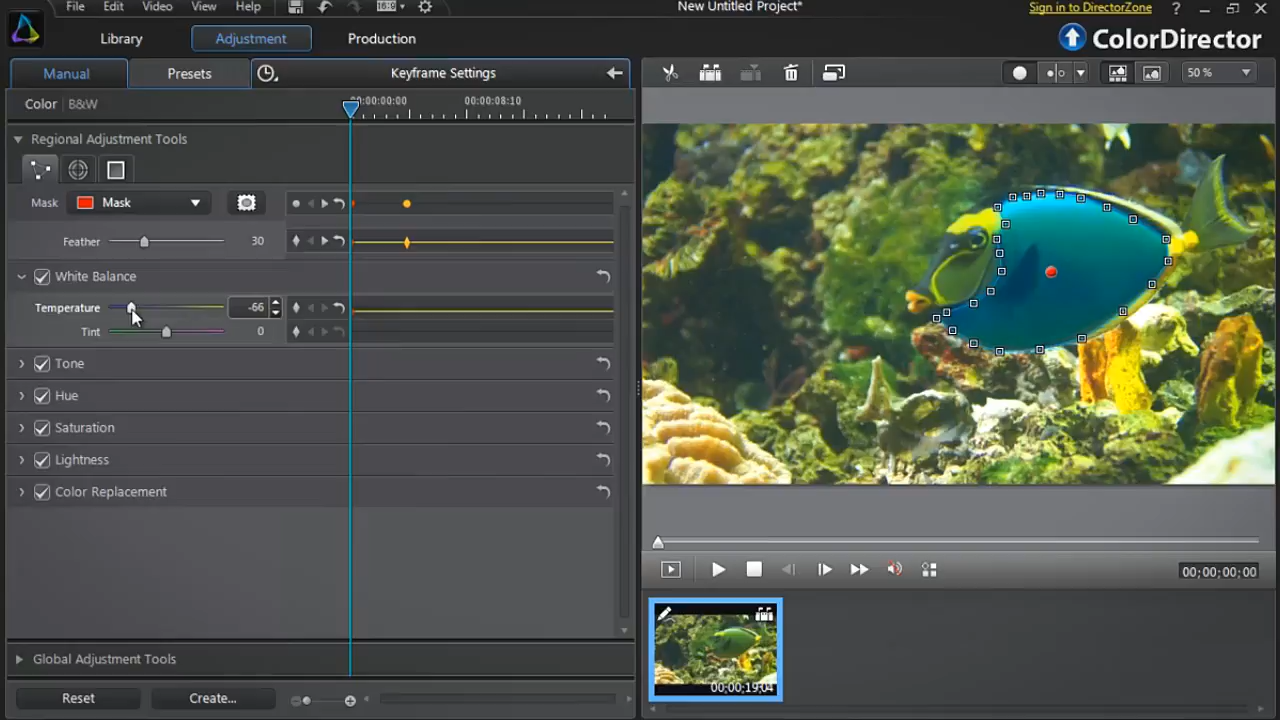 File Edit Video View Help 16:9 New Untitled Project* Sign in to DirectorZone ?
Library Adjustment Production ColorDirector
Manual Presets Keyframe Settings 50 %
Color B&W 00:00:00:00 00:00:08:10
Regional Adjustment Tools
Mask Mask
Feather 30
White Balance
Temperature -66
Tint 0
Tone
Hue
Saturation
Lightness
Color Replacement
00;00;00;00
00;00;19;04
Global Adjustment Tools
Reset Create...